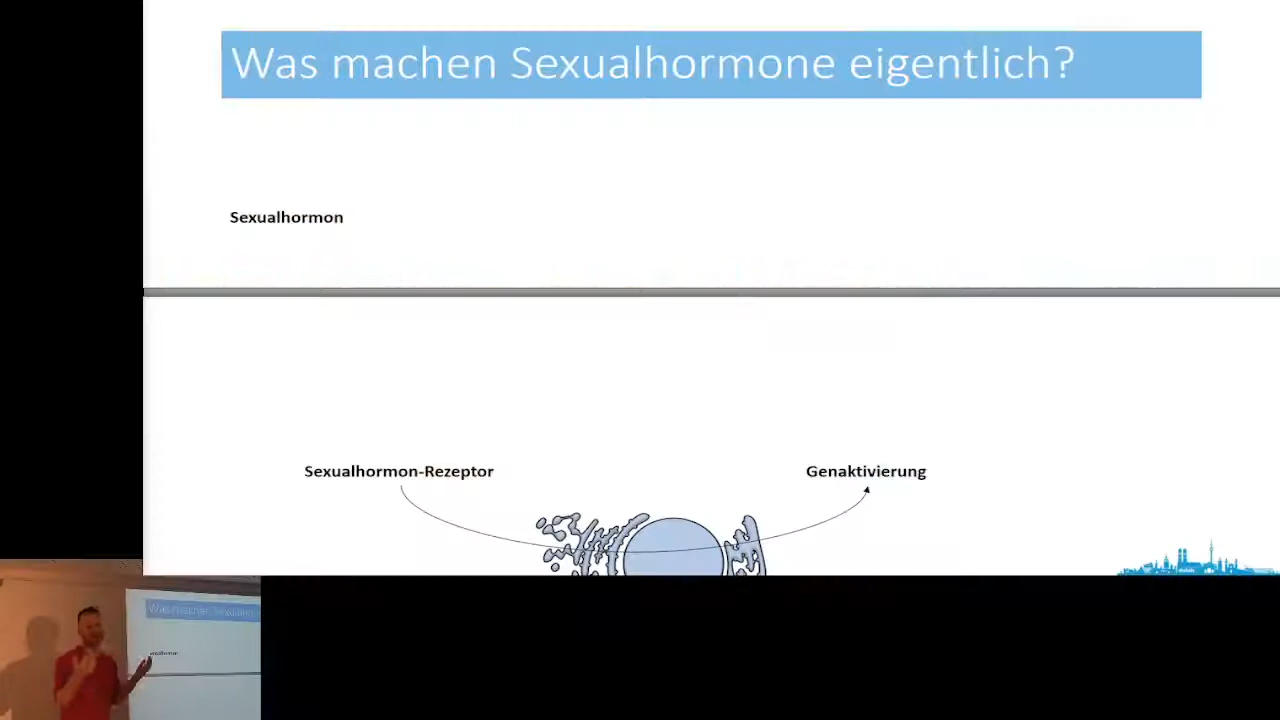 Was machen Sexualhormone eigentlich?
Sexualhormon
Sexualhormon-Rezeptor
Genaktivierung